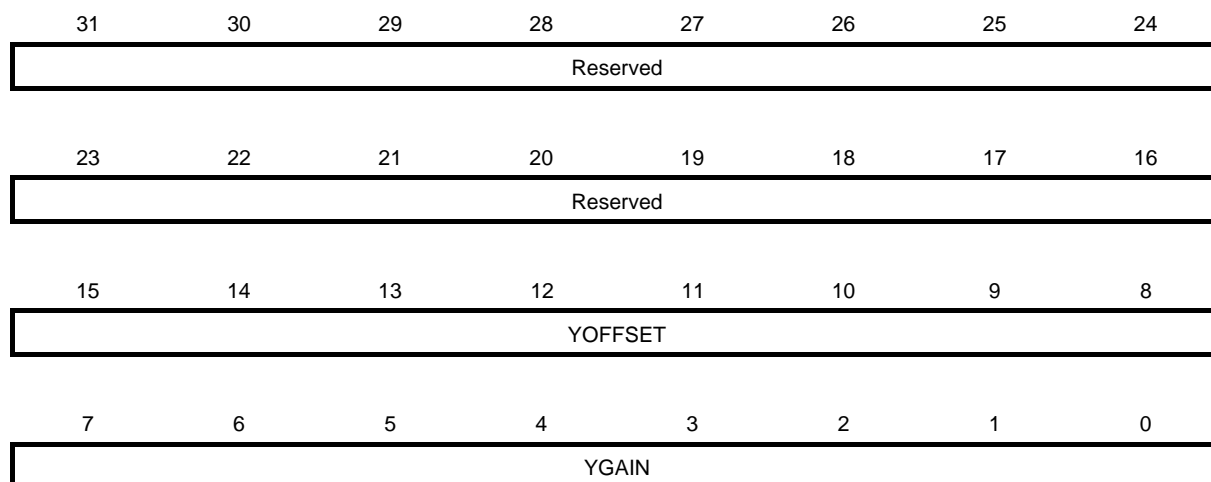 31 30 29 28 27 26 25 24
Reserved
23 22 21 20 19 18 17 16
Reserved
15 14 13 12 11 10 9 8
YOFFSET
7 6 5 4 3 2 1 0
YGAIN